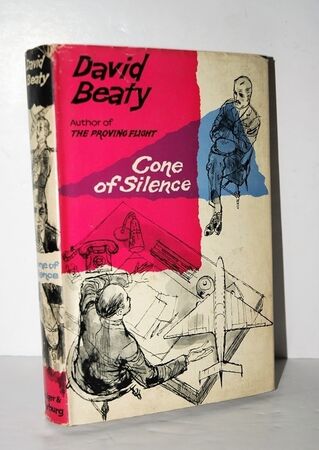 David
Beaty
Author of
THE PROVING FLIGHT
Cone
of Silence
David
Beaty
Cone of
Silence
&